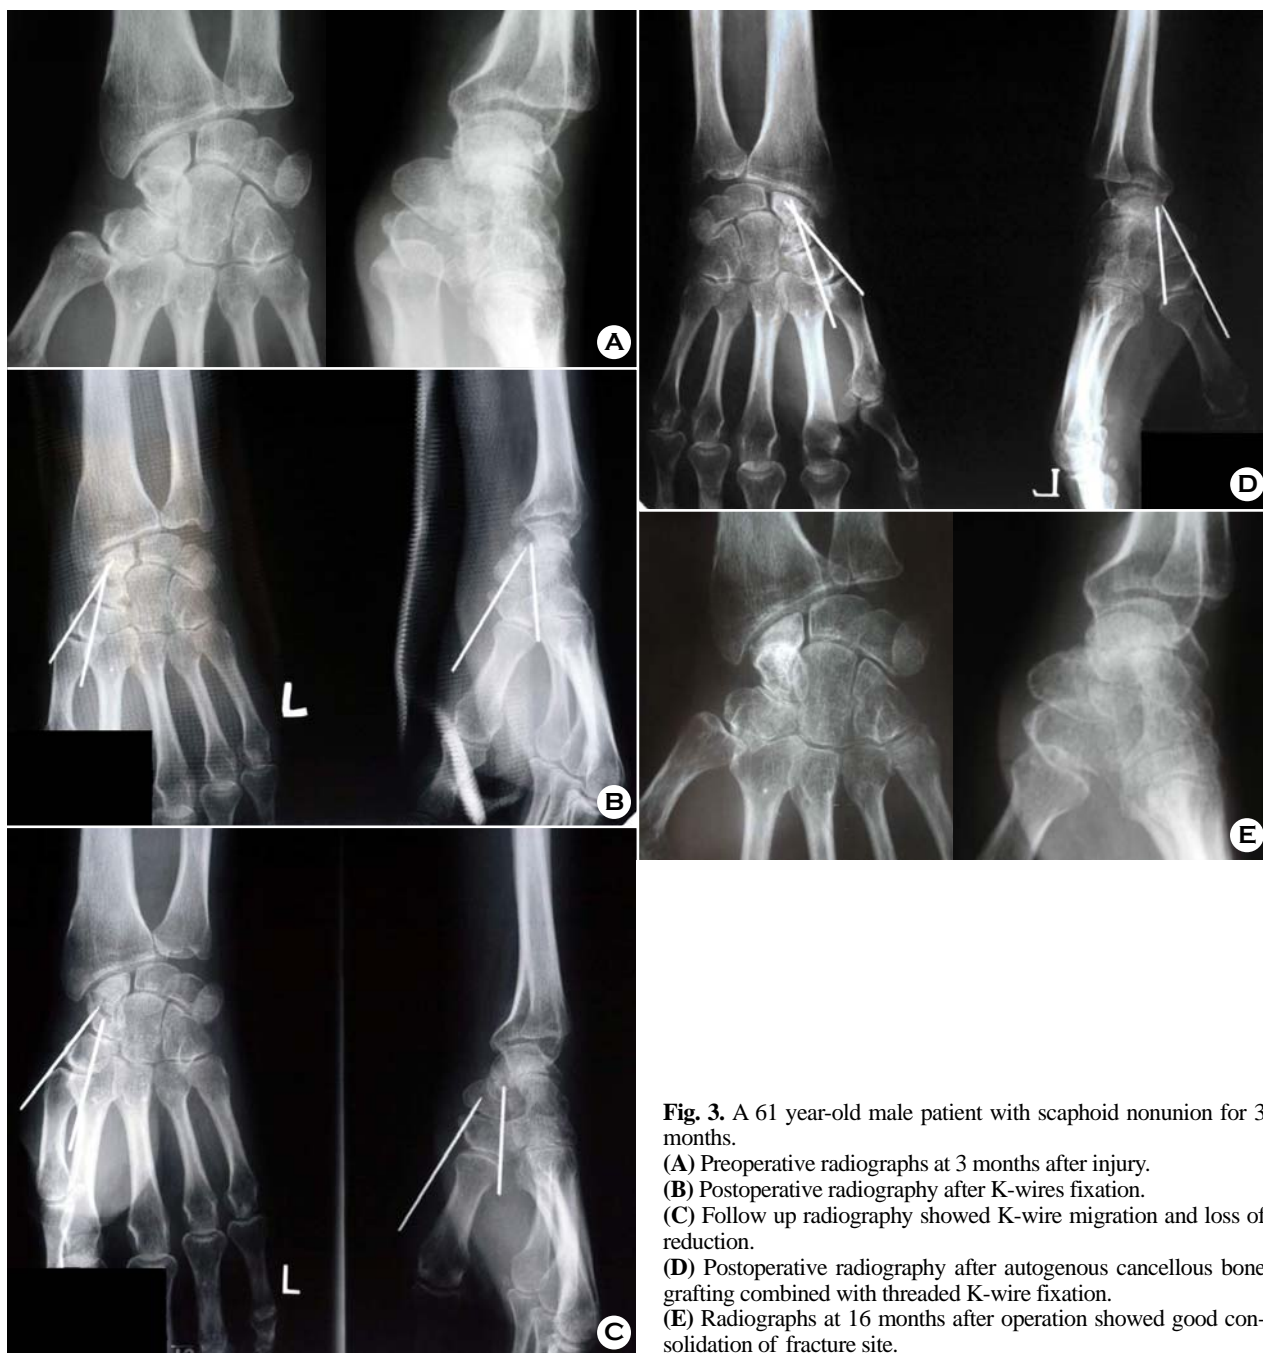 A
B
L
C
L
D
E
Fig. 3. A 61 year-old male patient with scaphoid nonunion for 3
months.
(A) Preoperative radiographs at 3 months after injury.
(B) Postoperative radiography after K-wires fixation.
(C) Follow up radiography showed K-wire migration and loss of
reduction.
(D) Postoperative radiography after autogenous cancellous bone
grafting combined with threaded K-wire fixation.
(E) Radiographs at 16 months after operation showed good con-
solidation of fracture site.